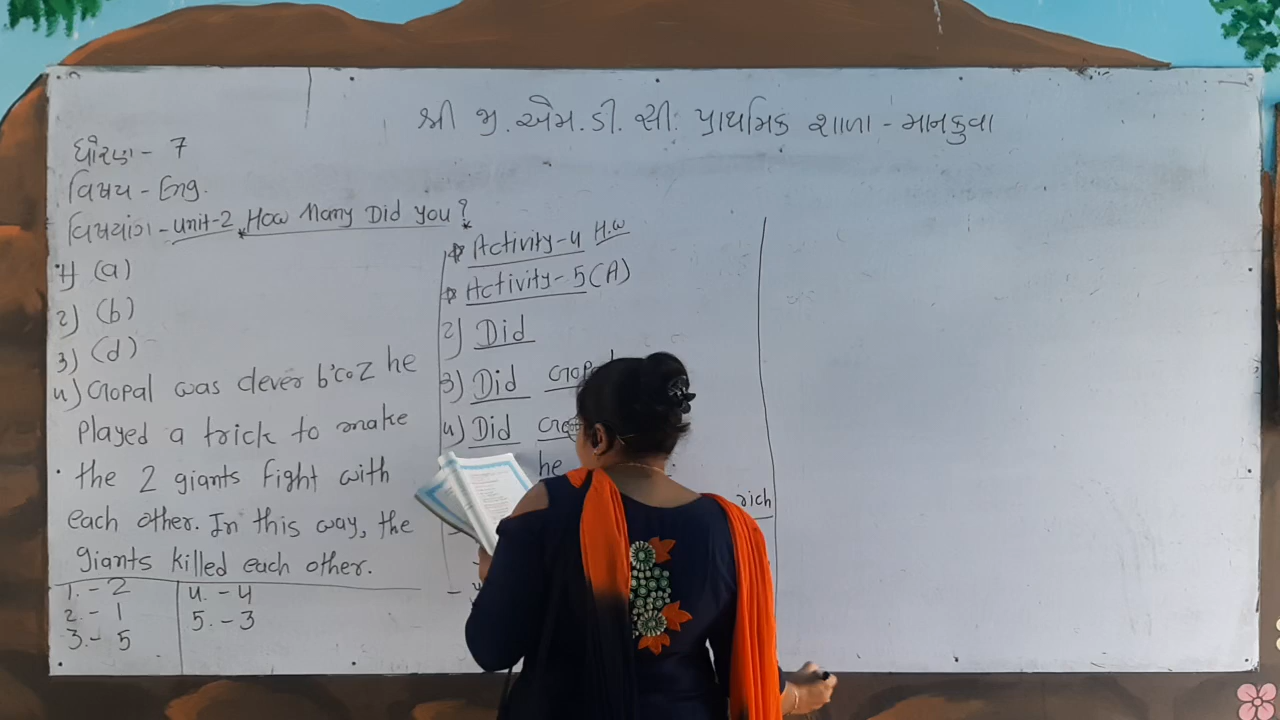 શ્રી જી.એમ.ડી.સી. પ્રાથમિક શાળા - માનકુવા
ધોરણ - 7
વિષય - Eng.
વિષયાંગ - Unit-2 * How Many Did You ? *
1) (a)
2) (b)
3) (d)
4) Gopal was clever b'coz he
Played a trick to make
the 2 giants fight with
each other. In this way, the
giants killed each other.
1. - 2
2. - 1
3. - 5
4. - 4
5. - 3
* Activity-4 H.w
* Activity-5 (A)
2) Did
3) Did
4) Did
he
rich